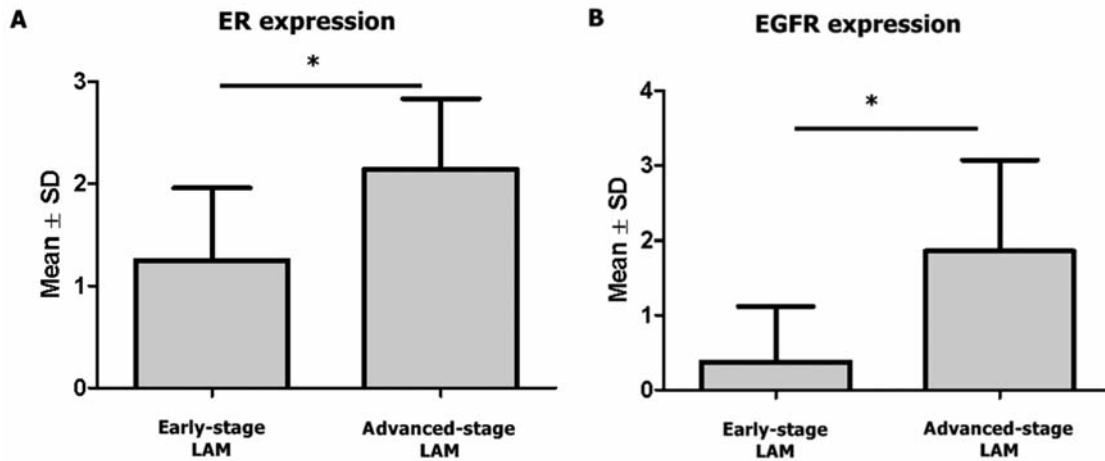 A
ER expression
*
3
2
1
0
Mean ± SD
Early-stage
LAM
Advanced-stage
LAM
B
EGFR expression
*
4
3
2
1
0
Mean ± SD
Early-stage
LAM
Advanced-stage
LAM